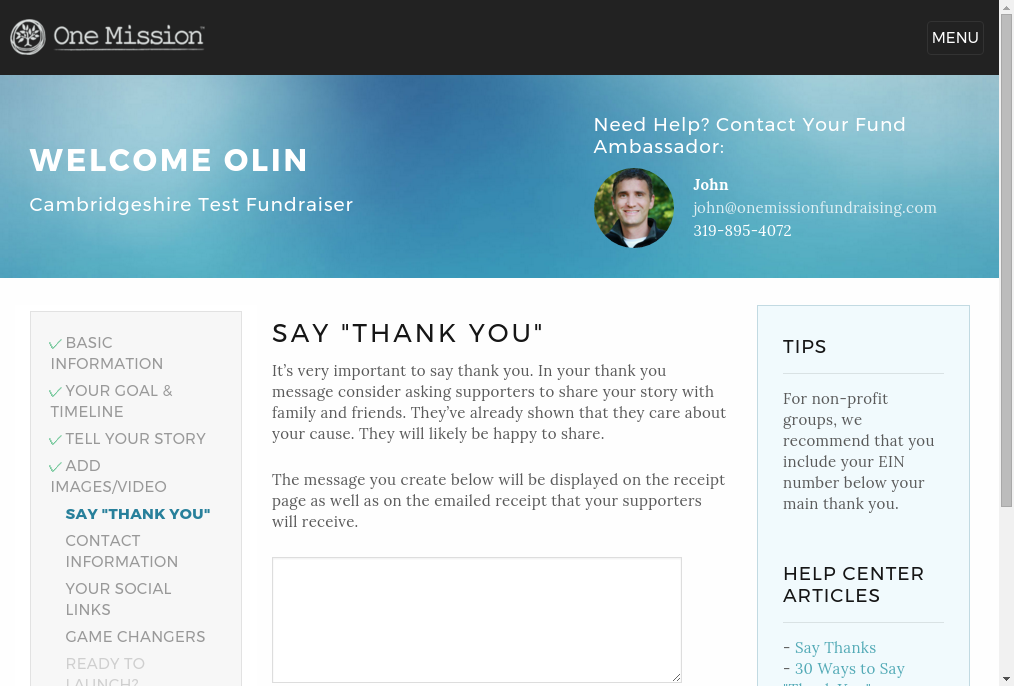 One Mission
MENU
WELCOME OLIN
Cambridgeshire Test Fundraiser
Need Help? Contact Your Fund
Ambassador:
John
john@onemissionfundraising.com
319-895-4072
BASIC
INFORMATION
YOUR GOAL &
TIMELINE
TELL YOUR STORY
ADD
IMAGES/VIDEO
SAY "THANK YOU"
CONTACT
INFORMATION
YOUR SOCIAL
LINKS
GAME CHANGERS
READY TO
LAUNCH?
SAY "THANK YOU"
It's very important to say thank you. In your thank you
message consider asking supporters to share your story with
family and friends. They've already shown that they care about
your cause. They will likely be happy to share.
The message you create below will be displayed on the receipt
page as well as on the emailed receipt that your supporters
will receive.
TIPS
For non-profit
groups, we
recommend that you
include your EIN
number below your
main thank you.
HELP CENTER
ARTICLES
- Say Thanks
- 30 Ways to Say
"Thank You"